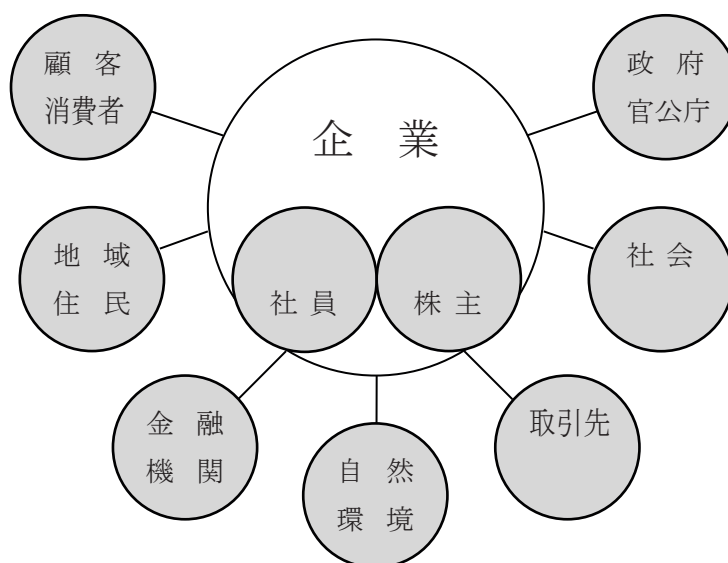 顧客
消費者
政府
官公庁
企業
地域
住民
社員
株主
社会
金融
機関
自然
環境
取引先